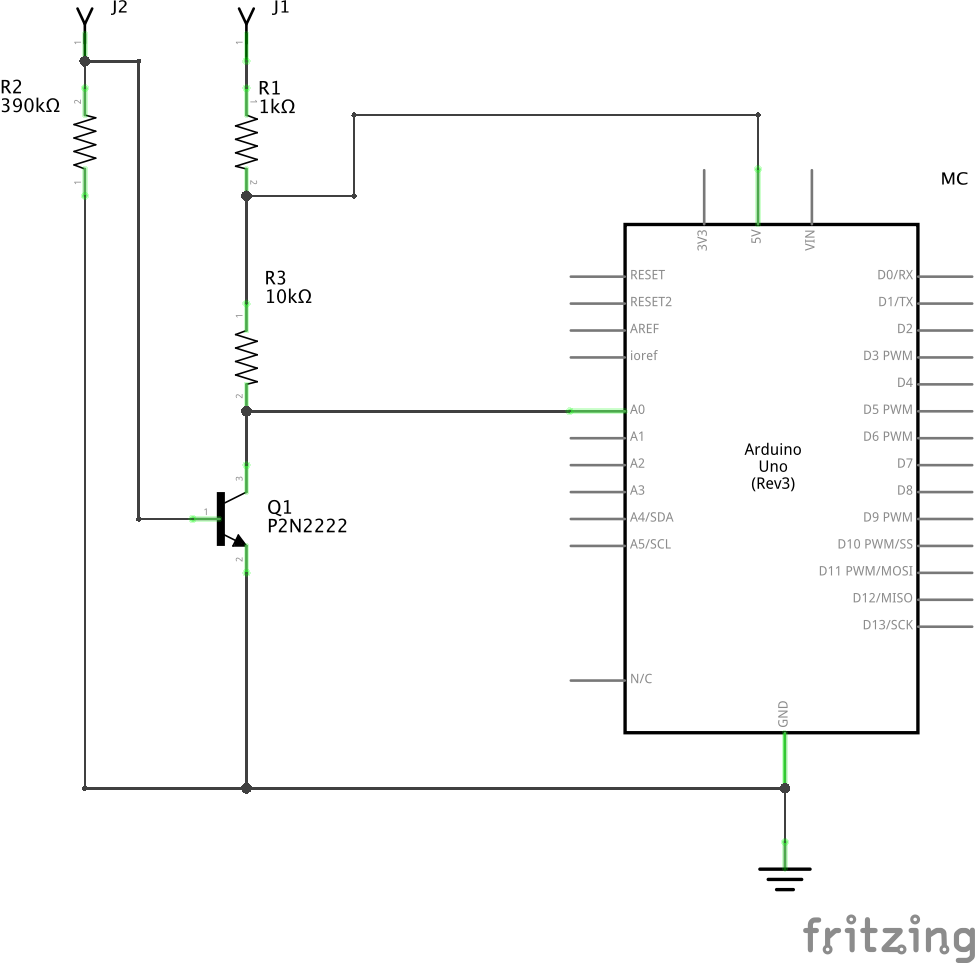 J2
J1
R2
390kΩ
R1
1kΩ
R3
10kΩ
Q1
P2N2222
MC
3V3
5V
VIN
RESET
RESET2
AREF
ioref
A0
A1
A2
A3
A4/SDA
A5/SCL
N/C
D0/RX
D1/TX
D2
D3 PWM
D4
D5 PWM
D6 PWM
D7
D8
D9 PWM
D10 PWM/SS
D11 PWM/MOSI
D12/MISO
D13/SCK
Arduino
Uno
(Rev3)
GND
1
1
2
1
1
2
1
2
3
1
2
fritzing